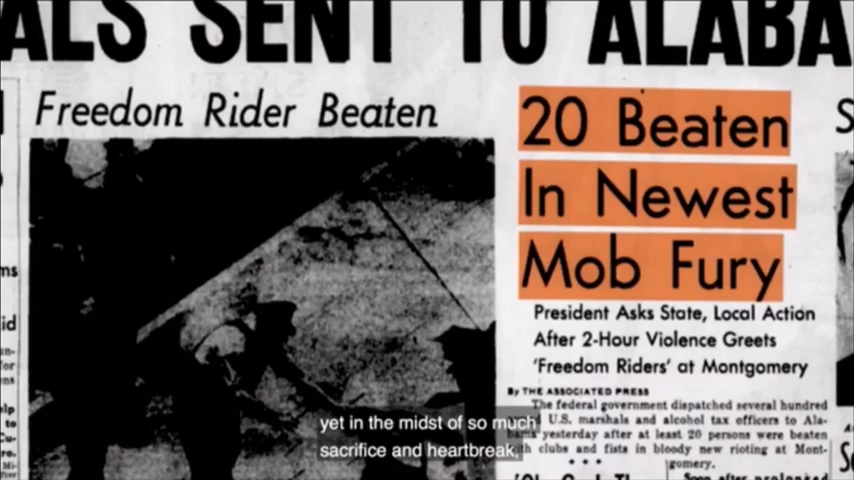 ALS SENT TO ALABA
Freedom Rider Beaten
20 Beaten
In Newest
Mob Fury
President Asks State, Local Action
After 2-Hour Violence Greets
'Freedom Riders' at Montgomery
By THE ASSOCIATED PRESS
The federal government dispatched several hundred
U.S. marshals and alcohol tax officers to Ala-
bama yesterday after at least 20 persons were beaten
th clubs and fists in bloody new rioting at Mont-
gomery.
yet in the midst of so much
sacrifice and heartbreak,